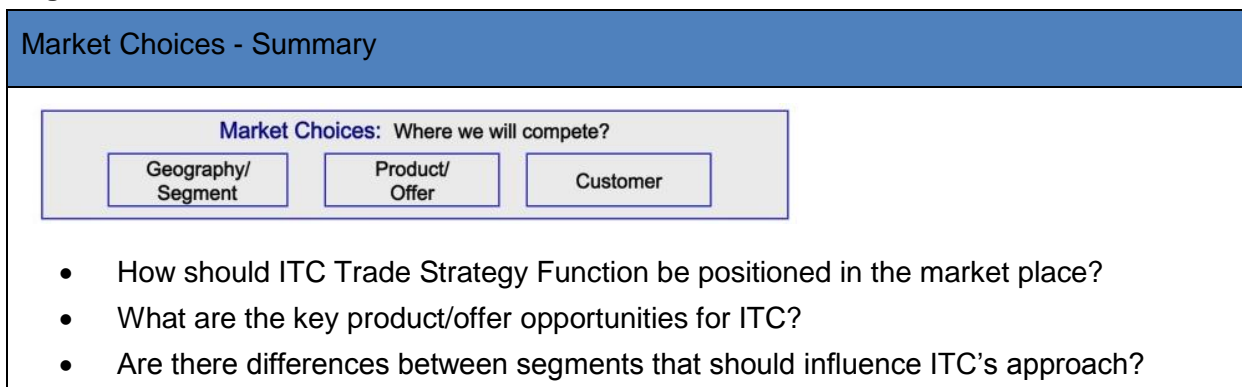 Market Choices - Summary
Market Choices: Where we will compete?
Geography/ Product/ Customer
Segment Offer
• How should ITC Trade Strategy Function be positioned in the market place?
• What are the key product/offer opportunities for ITC?
• Are there differences between segments that should influence ITC's approach?